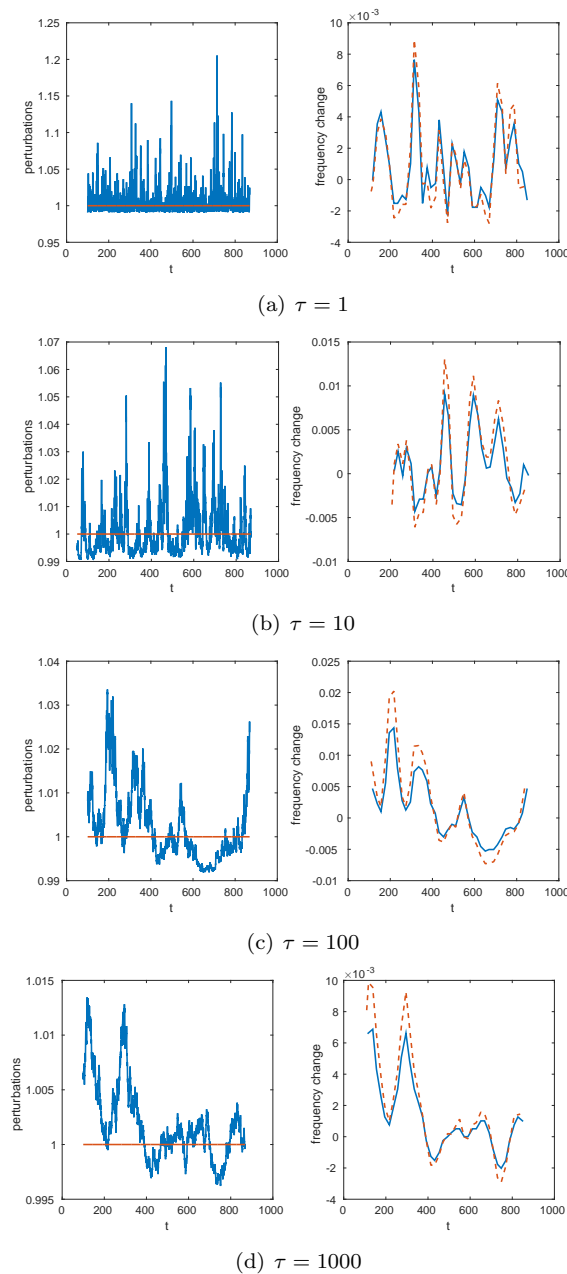 perturbations
1.25
1.2
1.15
1.1
1.05
1
0.95
0 200 400 600 800 1000
t
frequency change
×10⁻³
10
8
6
4
2
0
-2
-4
0 200 400 600 800 1000
t
(a) τ = 1
perturbations
1.07
1.06
1.05
1.04
1.03
1.02
1.01
1
0.99
0 200 400 600 800 1000
t
frequency change
0.015
0.01
0.005
0
-0.005
-0.01
0 200 400 600 800 1000
t
(b) τ = 10
perturbations
1.04
1.03
1.02
1.01
1
0.99
0 200 400 600 800 1000
t
frequency change
0.025
0.02
0.015
0.01
0.005
0
-0.005
-0.01
0 200 400 600 800 1000
t
(c) τ = 100
perturbations
1.015
1.01
1.005
1
0.995
0 200 400 600 800 1000
t
frequency change
×10⁻³
10
8
6
4
2
0
-2
-4
0 200 400 600 800 1000
t
(d) τ = 1000